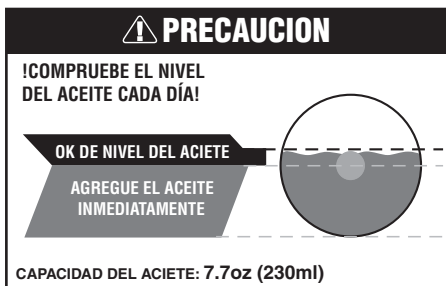 PRECAUCION
!COMPRUEBE EL NIVEL
DEL ACEITE CADA DÍA!
OK DE NIVEL DEL ACIETE
AGREGUE EL ACEITE
INMEDIATAMENTE
CAPACIDAD DEL ACIETE: 7.7oz (230ml)